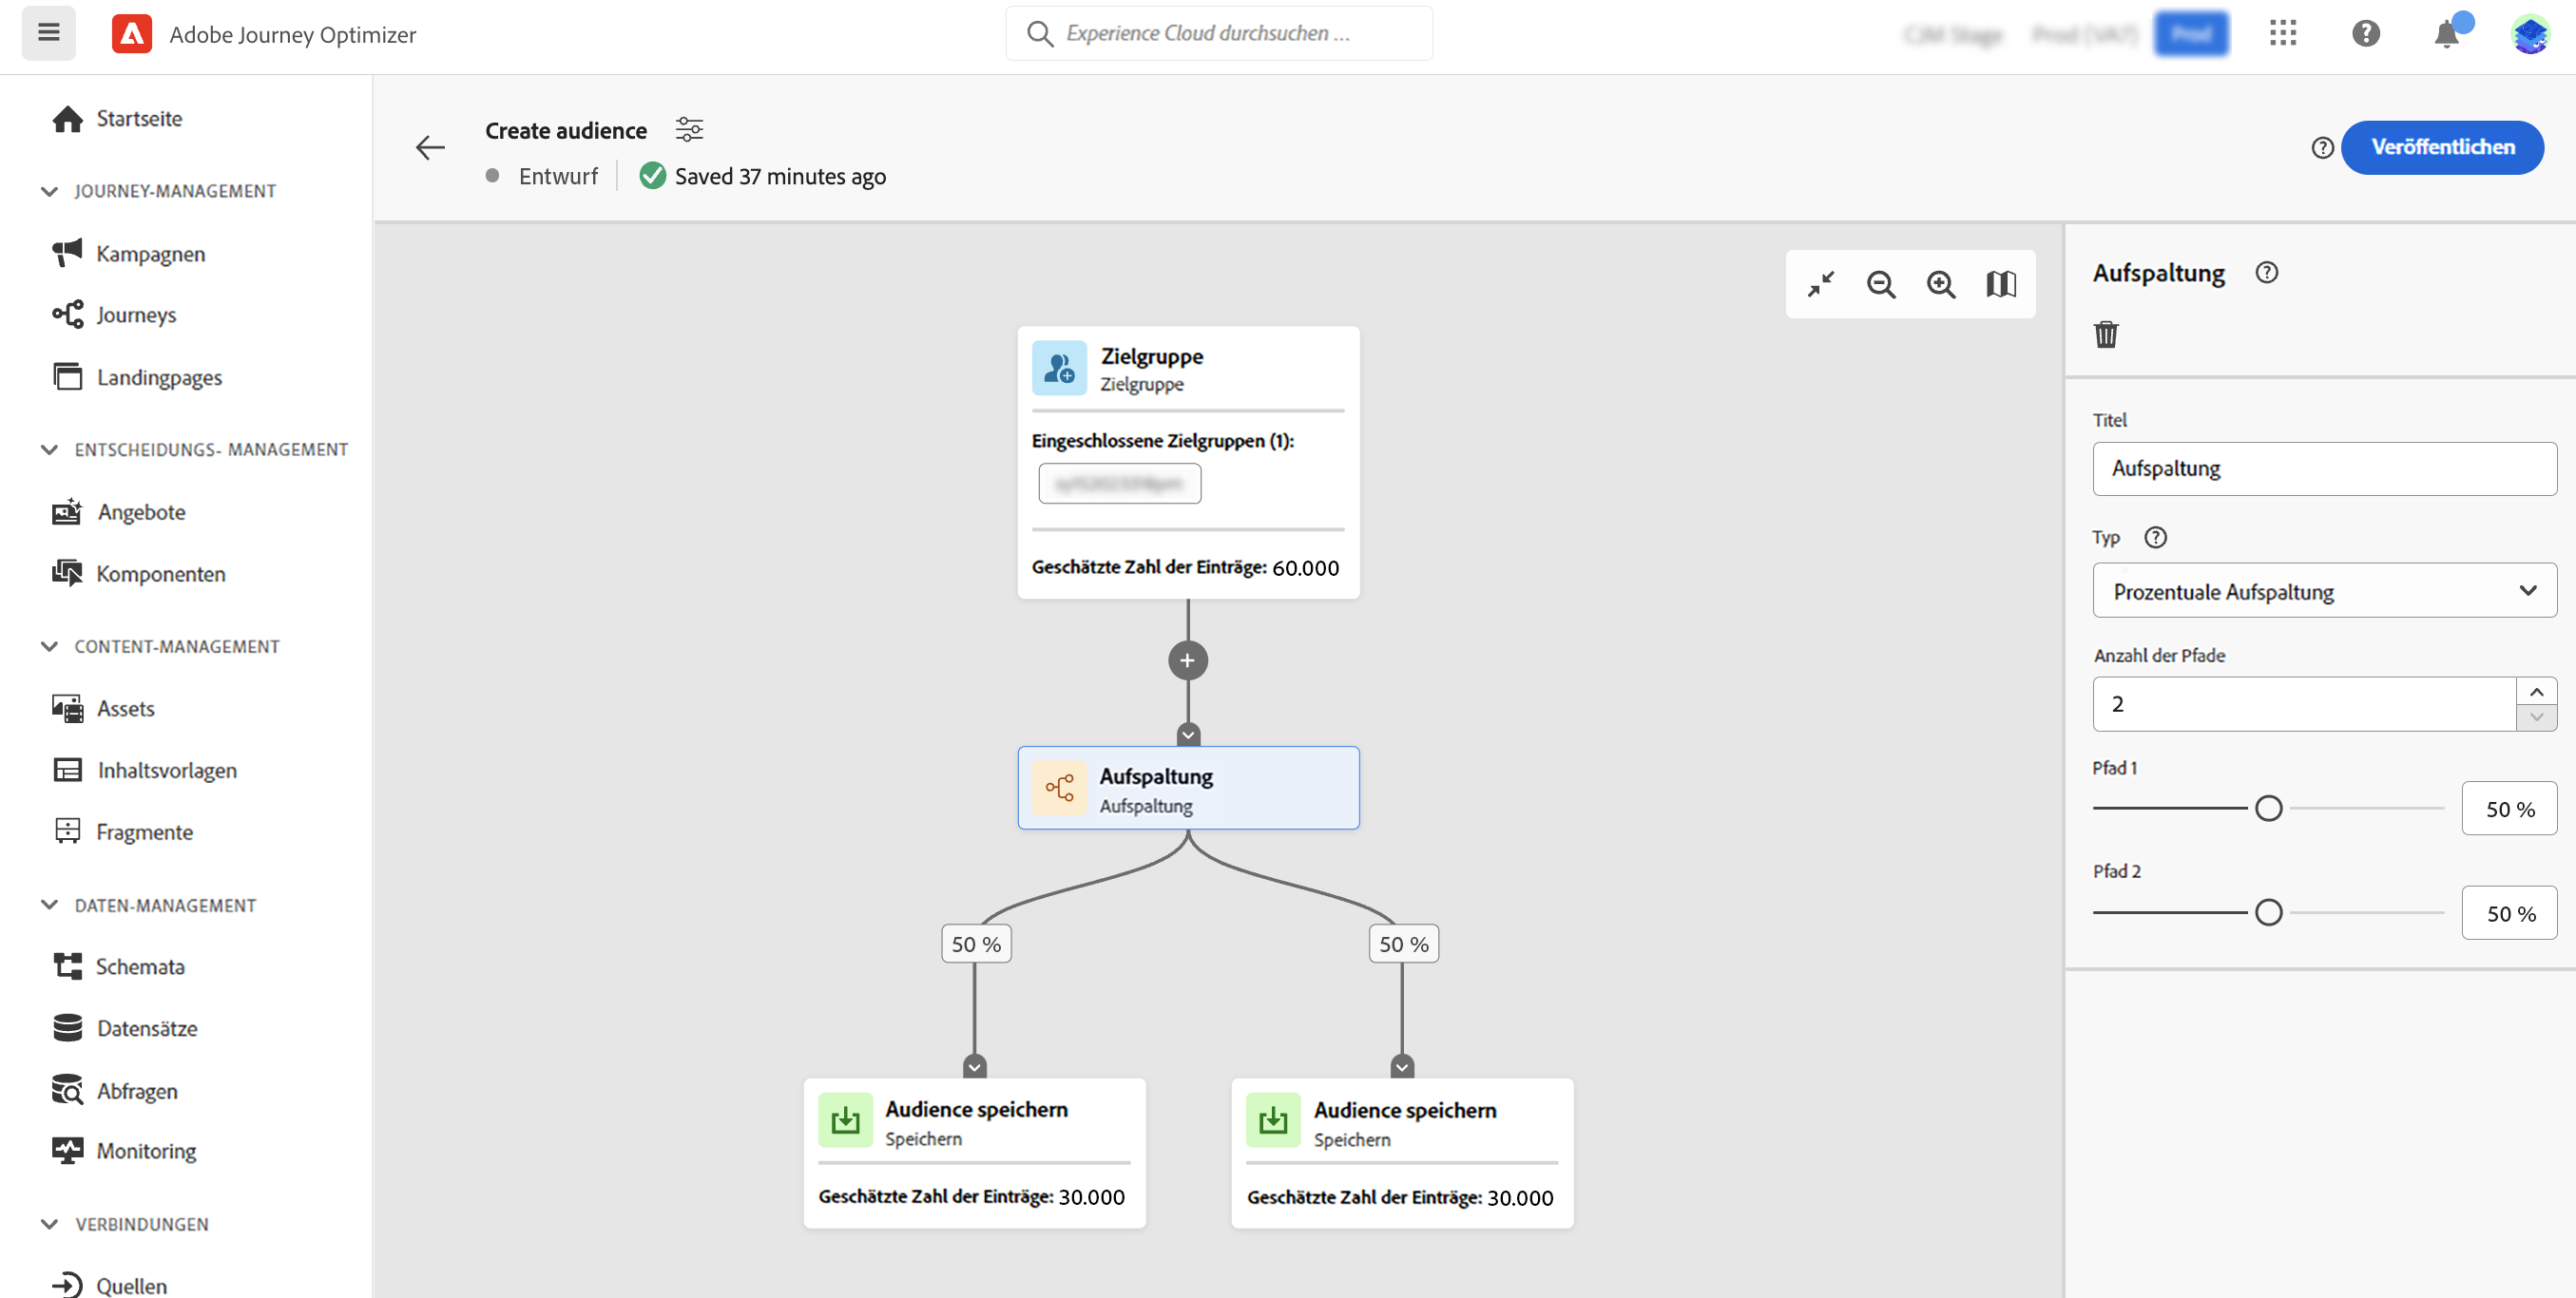 Adobe Journey Optimizer
Experience Cloud durchsuchen ...
Startseite
JOURNEY-MANAGEMENT
Kampagnen
Journeys
Landingpages
ENTSCHEIDUNGS- MANAGEMENT
Angebote
Komponenten
CONTENT-MANAGEMENT
Assets
Inhaltsvorlagen
Fragmente
DATEN-MANAGEMENT
Schemata
Datensätze
Abfragen
Monitoring
VERBINDUNGEN
Quellen
Create audience
Entwurf
Saved 37 minutes ago
Veröffentlichen
Zielgruppe
Zielgruppe
Eingeschlossene Zielgruppen (1):
Geschätzte Zahl der Einträge: 60.000
Aufspaltung
Aufspaltung
50 %
50 %
Audience speichern
Speichern
Geschätzte Zahl der Einträge: 30.000
Audience speichern
Speichern
Geschätzte Zahl der Einträge: 30.000
Aufspaltung
Titel
Aufspaltung
Typ
Prozentuale Aufspaltung
Anzahl der Pfade
2
Pfad 1
50 %
Pfad 2
50 %